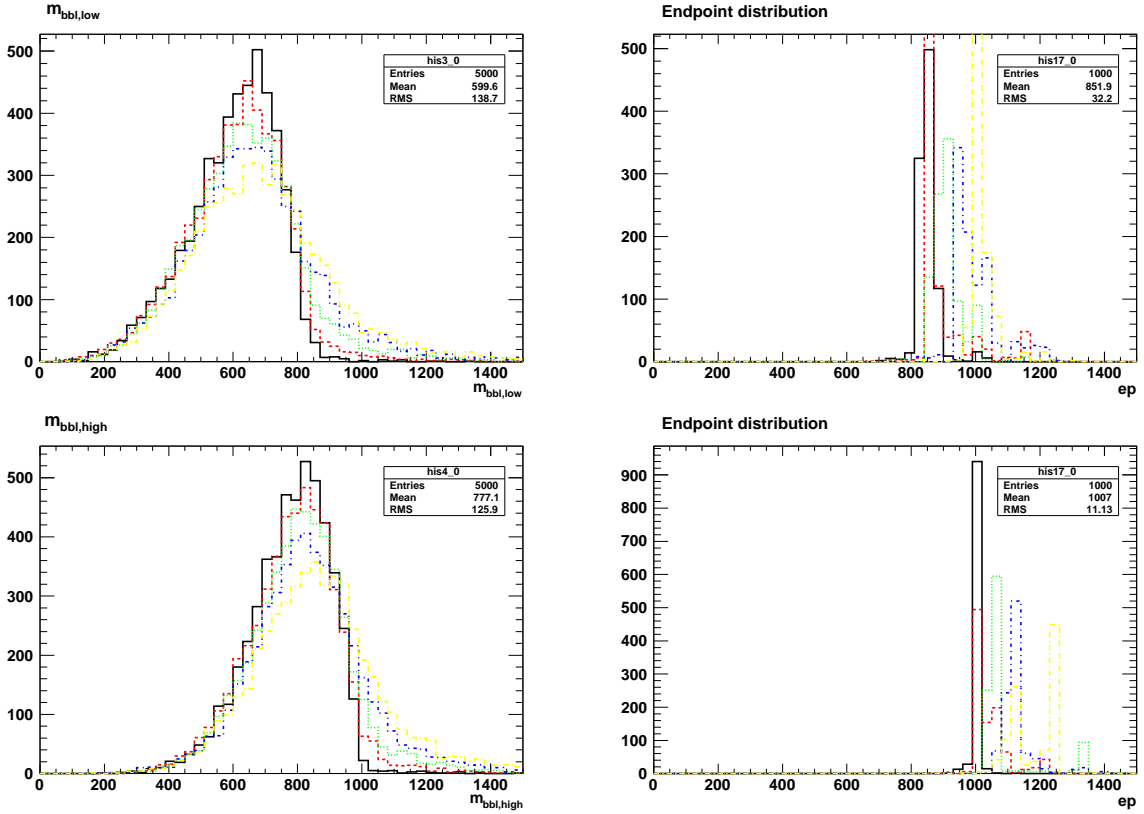 m_bbl,low
his3_0
Entries 5000
Mean 599.6
RMS 138.7
500
400
300
200
100
0
0 200 400 600 800 1000 1200 1400
m_bbl,low
Endpoint distribution
his17_0
Entries 1000
Mean 851.9
RMS 32.2
500
400
300
200
100
0
0 200 400 600 800 1000 1200 1400
ep
m_bbl,high
his4_0
Entries 5000
Mean 777.1
RMS 125.9
500
400
300
200
100
0
0 200 400 600 800 1000 1200 1400
m_bbl,high
Endpoint distribution
his17_0
Entries 1000
Mean 1007
RMS 11.13
900
800
700
600
500
400
300
200
100
0
0 200 400 600 800 1000 1200 1400
ep